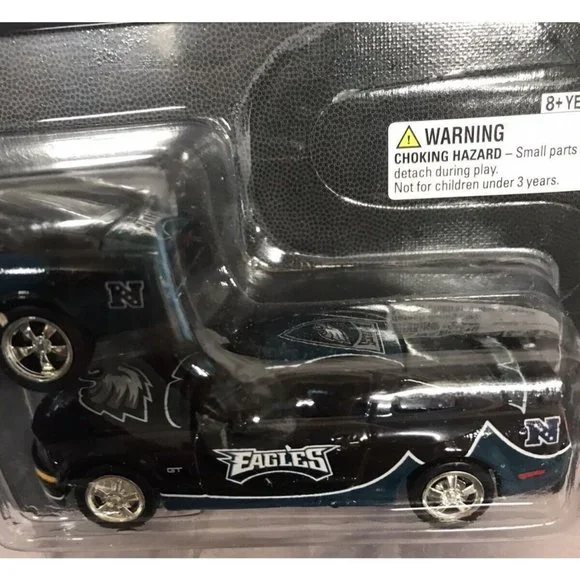 8+ YE
WARNING
CHOKING HAZARD – Small parts
detach during play.
Not for children under 3 years.
N
N
GT
EAGLES